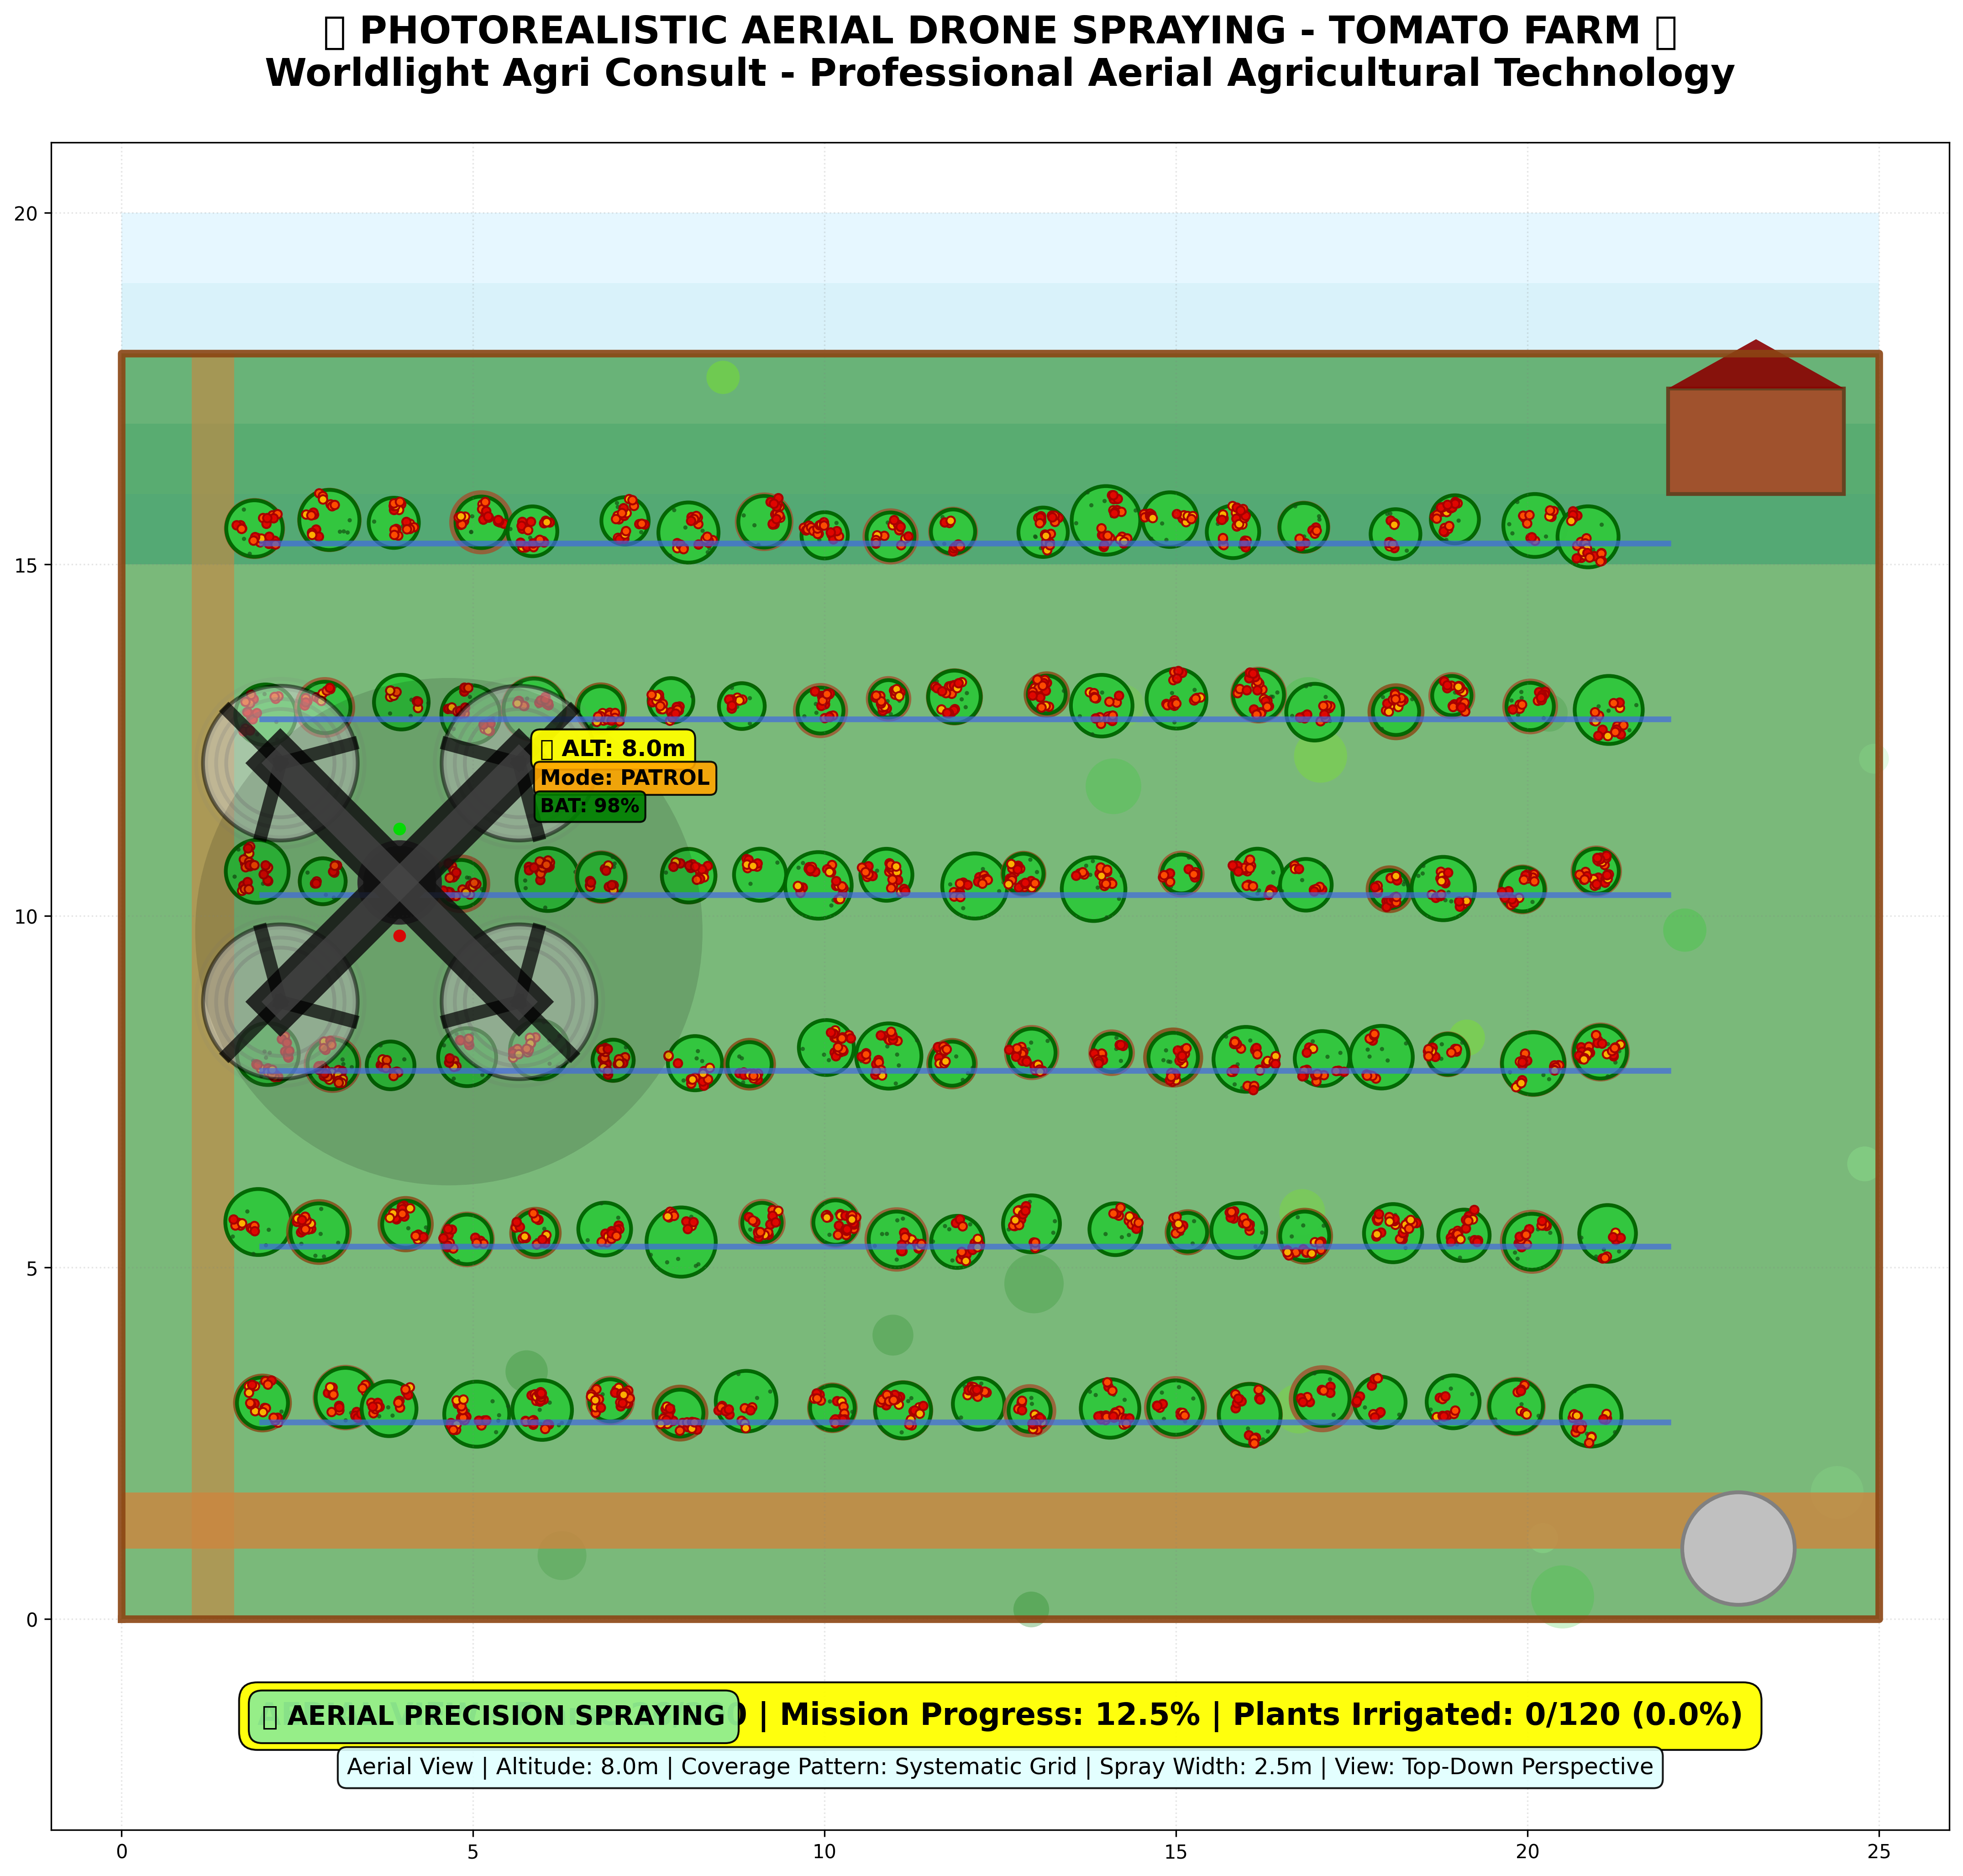 PHOTOREALISTIC AERIAL DRONE SPRAYING - TOMATO FARM
Worldlight Agri Consult - Professional Aerial Agricultural Technology
20
15
10
5
0
ALT: 8.0m
Mode: PATROL
BAT: 98%
AERIAL PRECISION SPRAYING
0 | Mission Progress: 12.5% | Plants Irrigated: 0/120 (0.0%)
Aerial View | Altitude: 8.0m | Coverage Pattern: Systematic Grid | Spray Width: 2.5m | View: Top-Down Perspective
0 5 10 15 20 25